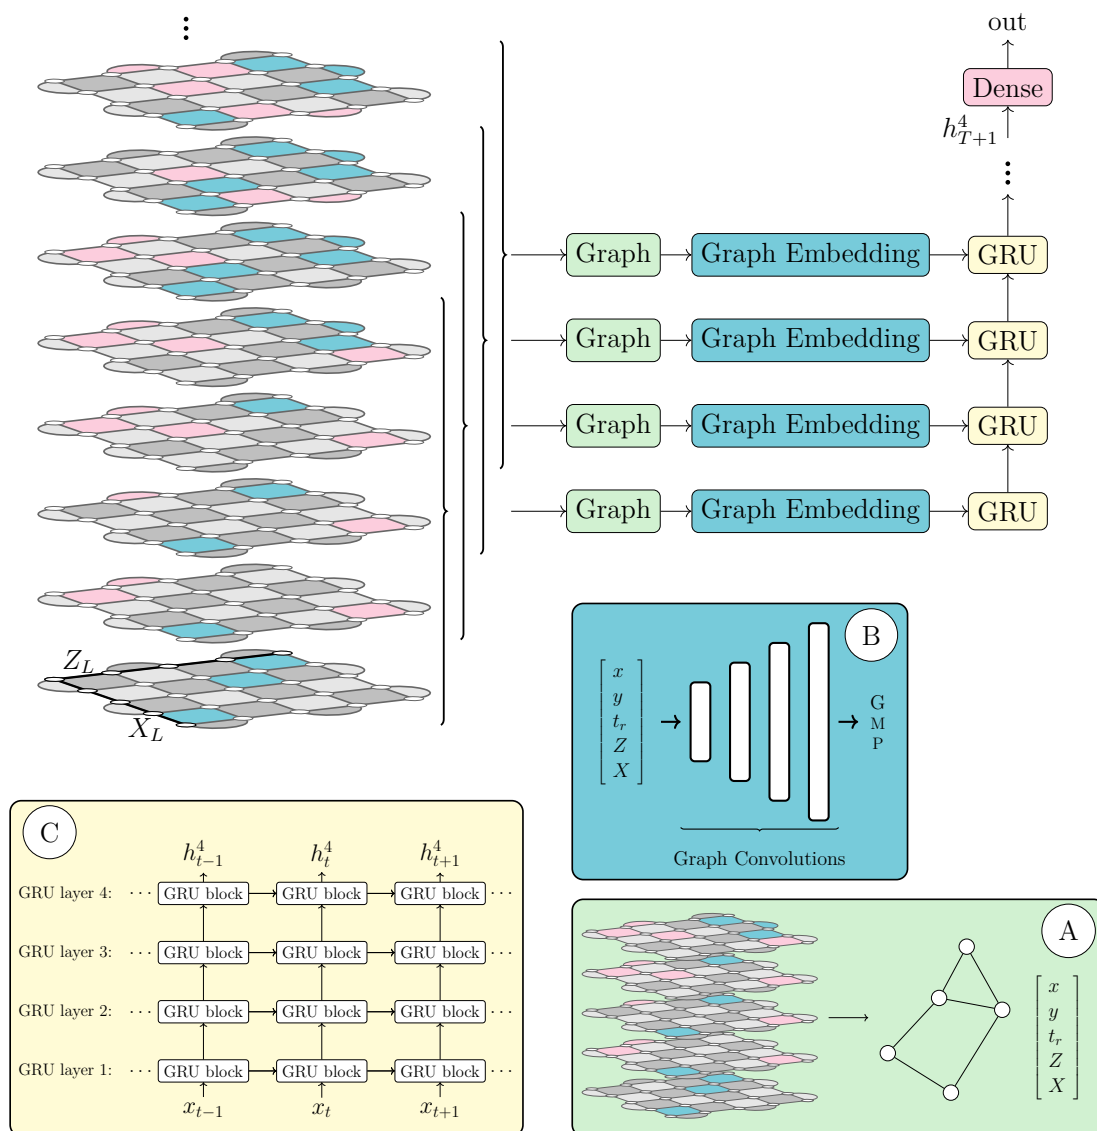 ⋮
out
Dense
$h^4_{T+1}$
⋮
Graph Graph Embedding GRU
Graph Graph Embedding GRU
Graph Graph Embedding GRU
Graph Graph Embedding GRU
$Z_L$
$X_L$
B
$x$
$y$
$t_r$
$Z$
$X$
G
M
P
Graph Convolutions
C
$h^4_{t-1}$ $h^4_t$ $h^4_{t+1}$
GRU layer 4: ··· GRU block GRU block GRU block ···
GRU layer 3: ··· GRU block GRU block GRU block ···
GRU layer 2: ··· GRU block GRU block GRU block ···
GRU layer 1: ··· GRU block GRU block GRU block ···
$x_{t-1}$ $x_t$ $x_{t+1}$
A
$x$
$y$
$t_r$
$Z$
$X$